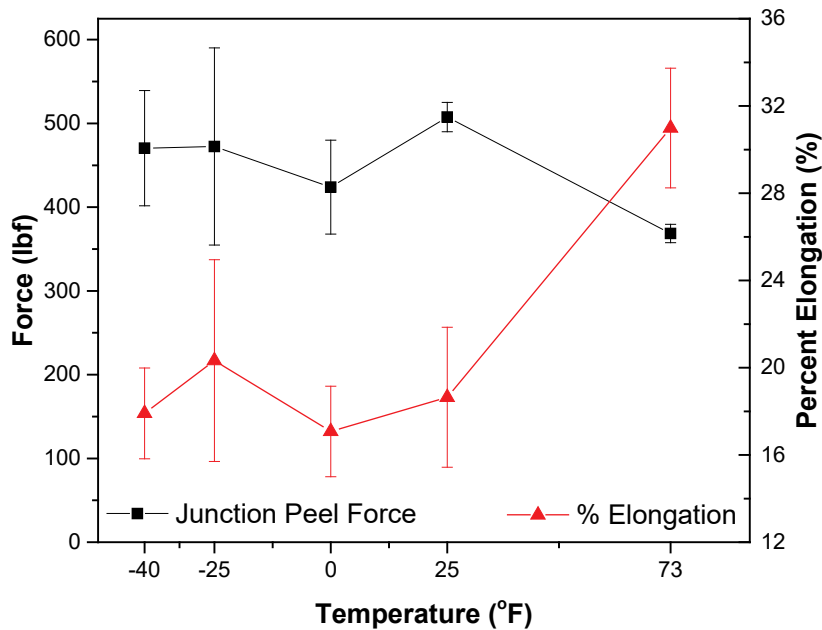 600
500
400
300
200
100
0
Force (lbf)
36
32
28
24
20
16
12
Percent Elongation (%)
Junction Peel Force
% Elongation
-40 -25 0 25 73
Temperature (°F)